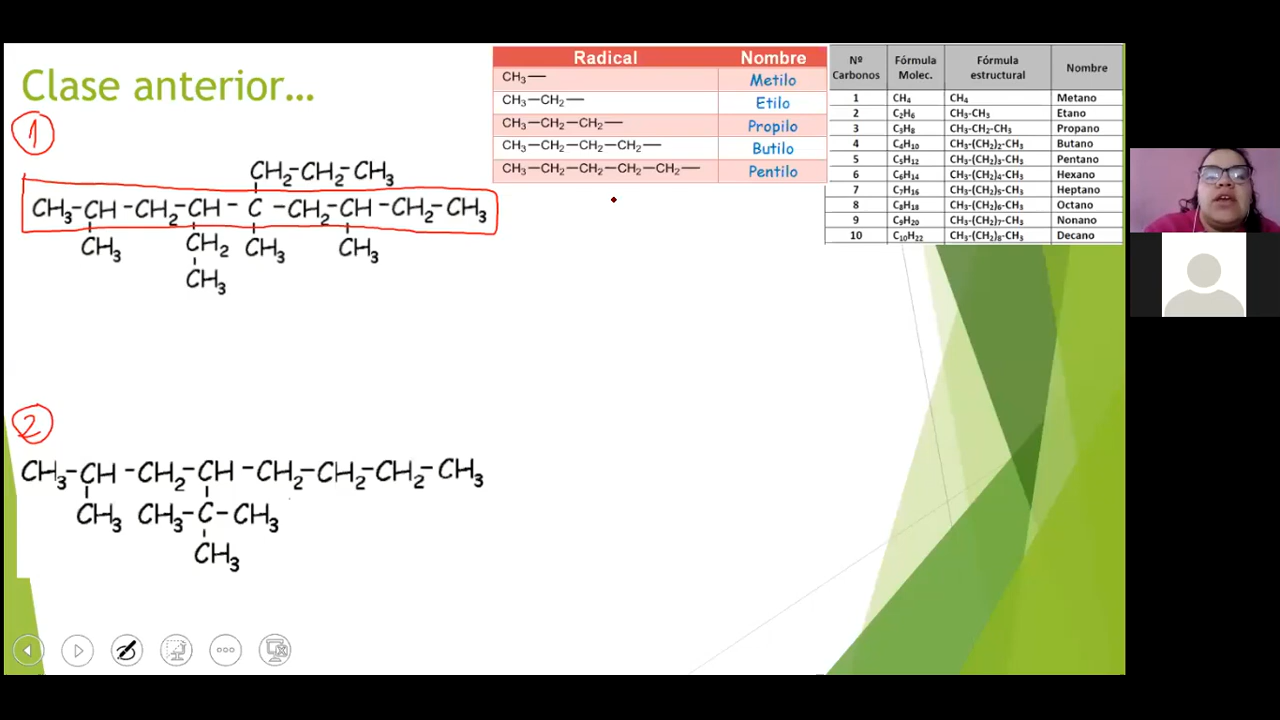 Clase anterior...
1
CH2-CH2-CH3
CH3-CH-CH2-CH-C-CH2-CH-CH2-CH3
CH3 CH2 CH3 CH3
CH3
Radical Nombre
CH3— Metilo
CH3—CH2— Etilo
CH3—CH2—CH2— Propilo
CH3—CH2—CH2—CH2— Butilo
CH3—CH2—CH2—CH2—CH2— Pentilo
Nº Carbonos Fórmula Molec. Fórmula estructural Nombre
1 CH4 CH4 Metano
2 C2H6 CH3-CH3 Etano
3 C3H8 CH3-CH2-CH3 Propano
4 C4H10 CH3-(CH2)2-CH3 Butano
5 C5H12 CH3-(CH2)3-CH3 Pentano
6 C6H14 CH3-(CH2)4-CH3 Hexano
7 C7H16 CH3-(CH2)5-CH3 Heptano
8 C8H18 CH3-(CH2)6-CH3 Octano
9 C9H20 CH3-(CH2)7-CH3 Nonano
10 C10H22 CH3-(CH2)8-CH3 Decano
2
CH3-CH-CH2-CH-CH2-CH2-CH2-CH3
CH3 CH3-C-CH3
CH3